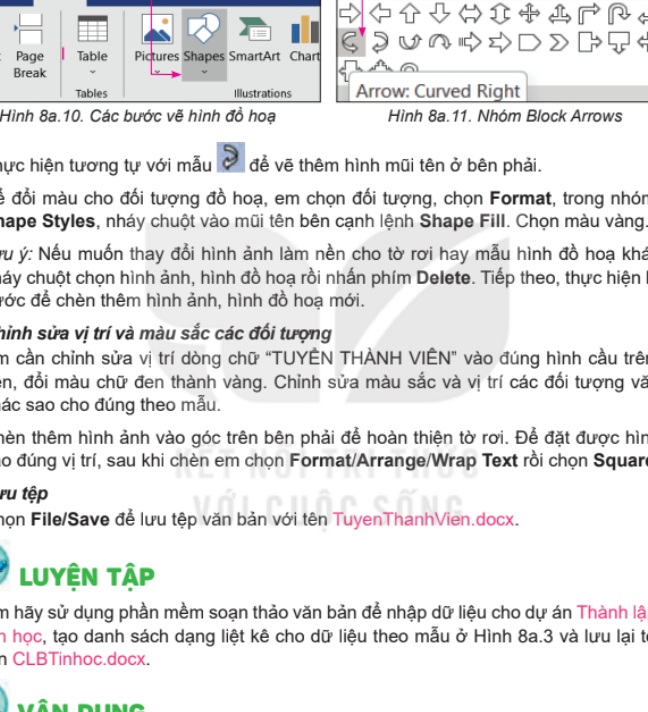 Page Break
Table
Pictures Shapes SmartArt Chart
Tables
Illustrations
Arrow: Curved Right
Hình 8a.10. Các bước vẽ hình đồ hoạ
Hình 8a.11. Nhóm Block Arrows
hực hiện tương tự với mẫu để vẽ thêm hình mũi tên ở bên phải.
ể đổi màu cho đối tượng đồ hoạ, em chọn đối tượng, chọn Format, trong nhóm
hape Styles, nháy chuột vào mũi tên bên cạnh lệnh Shape Fill. Chọn màu vàng.
ưu ý: Nếu muốn thay đổi hình ảnh làm nền cho tờ rơi hay mẫu hình đồ hoạ khá
háy chuột chọn hình ảnh, hình đồ hoạ rồi nhấn phím Delete. Tiếp theo, thực hiện
ước để chèn thêm hình ảnh, hình đồ hoạ mới.
hỉnh sửa vị trí và màu sắc các đối tượng
m cần chỉnh sửa vị trí dòng chữ “TUYỂN THÀNH VIÊN” vào đúng hình cầu trên
ền, đổi màu chữ đen thành vàng. Chỉnh sửa màu sắc và vị trí các đối tượng vă
hác sao cho đúng theo mẫu.
hèn thêm hình ảnh vào góc trên bên phải để hoàn thiện tờ rơi. Để đặt được hìn
ào đúng vị trí, sau khi chèn em chọn Format/Arrange/Wrap Text rồi chọn Square
KẾT NỐI TRI THỨC
VỚI CUỘC SỐNG
ưu tệp
họn File/Save để lưu tệp văn bản với tên TuyenThanhVien.docx.
LUYỆN TẬP
m hãy sử dụng phần mềm soạn thảo văn bản để nhập dữ liệu cho dự án Thành lậ
n học, tạo danh sách dạng liệt kê cho dữ liệu theo mẫu ở Hình 8a.3 và lưu lại t
n CLBTinhoc.docx.
VẬN DỤNG